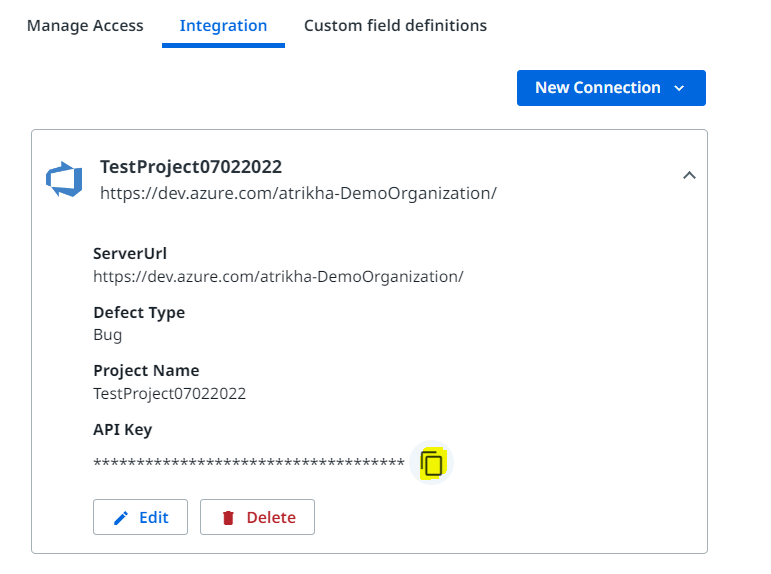 Manage Access Integration Custom field definitions
New Connection
TestProject07022022
https://dev.azure.com/atrikha-DemoOrganization/
ServerUrl
https://dev.azure.com/atrikha-DemoOrganization/
Defect Type
Bug
Project Name
TestProject07022022
API Key
************************************
Edit Delete